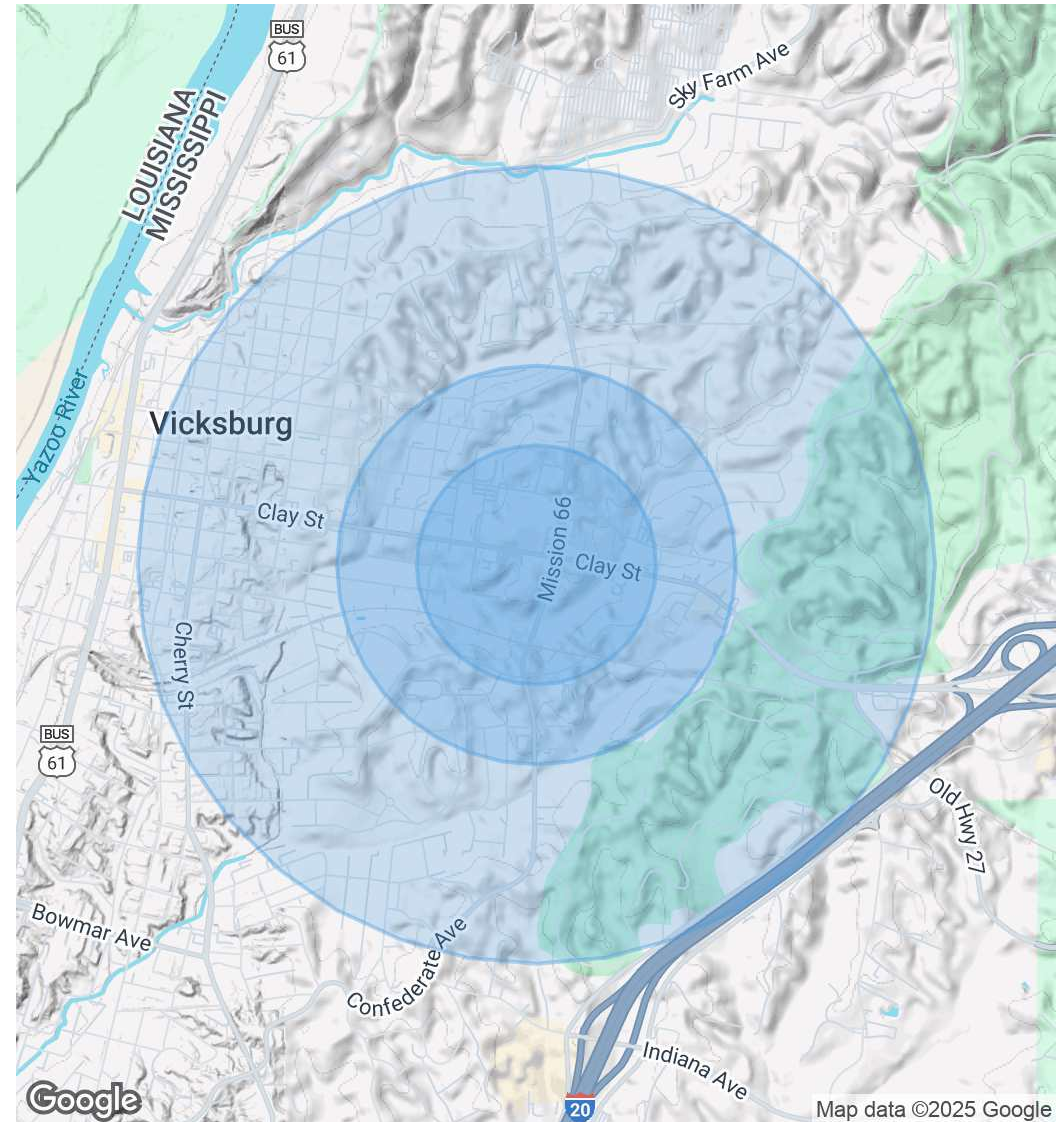 BUS
61
Sky Farm Ave
LOUISIANA
MISSISSIPPI
Yazoo River
Vicksburg
Clay St
Mission 66
Clay St
Cherry St
BUS
61
Old Hwy 27
Bowmar Ave
Confederate Ave
Indiana Ave
20
Google
Map data ©2025 Google